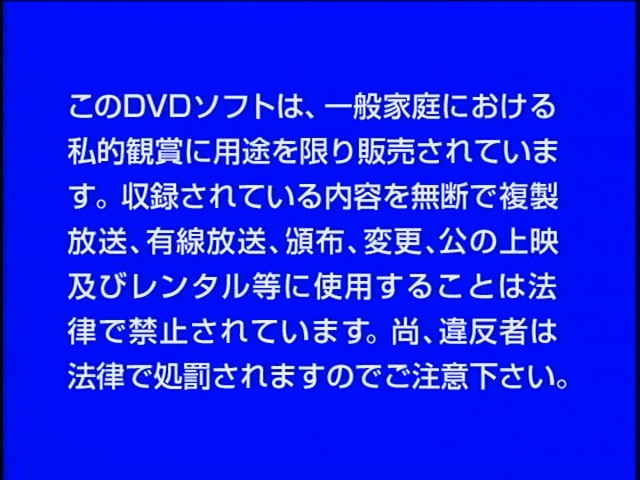 このDVDソフトは、一般家庭における
私的観賞に用途を限り販売されていま
す。収録されている内容を無断で複製
放送、有線放送、頒布、変更、公の上映
及びレンタル等に使用することは法
律で禁止されています。尚、違反者は
法律で処罰されますのでご注意下さい。